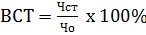 ВСТ = Чст/Чо х 100%